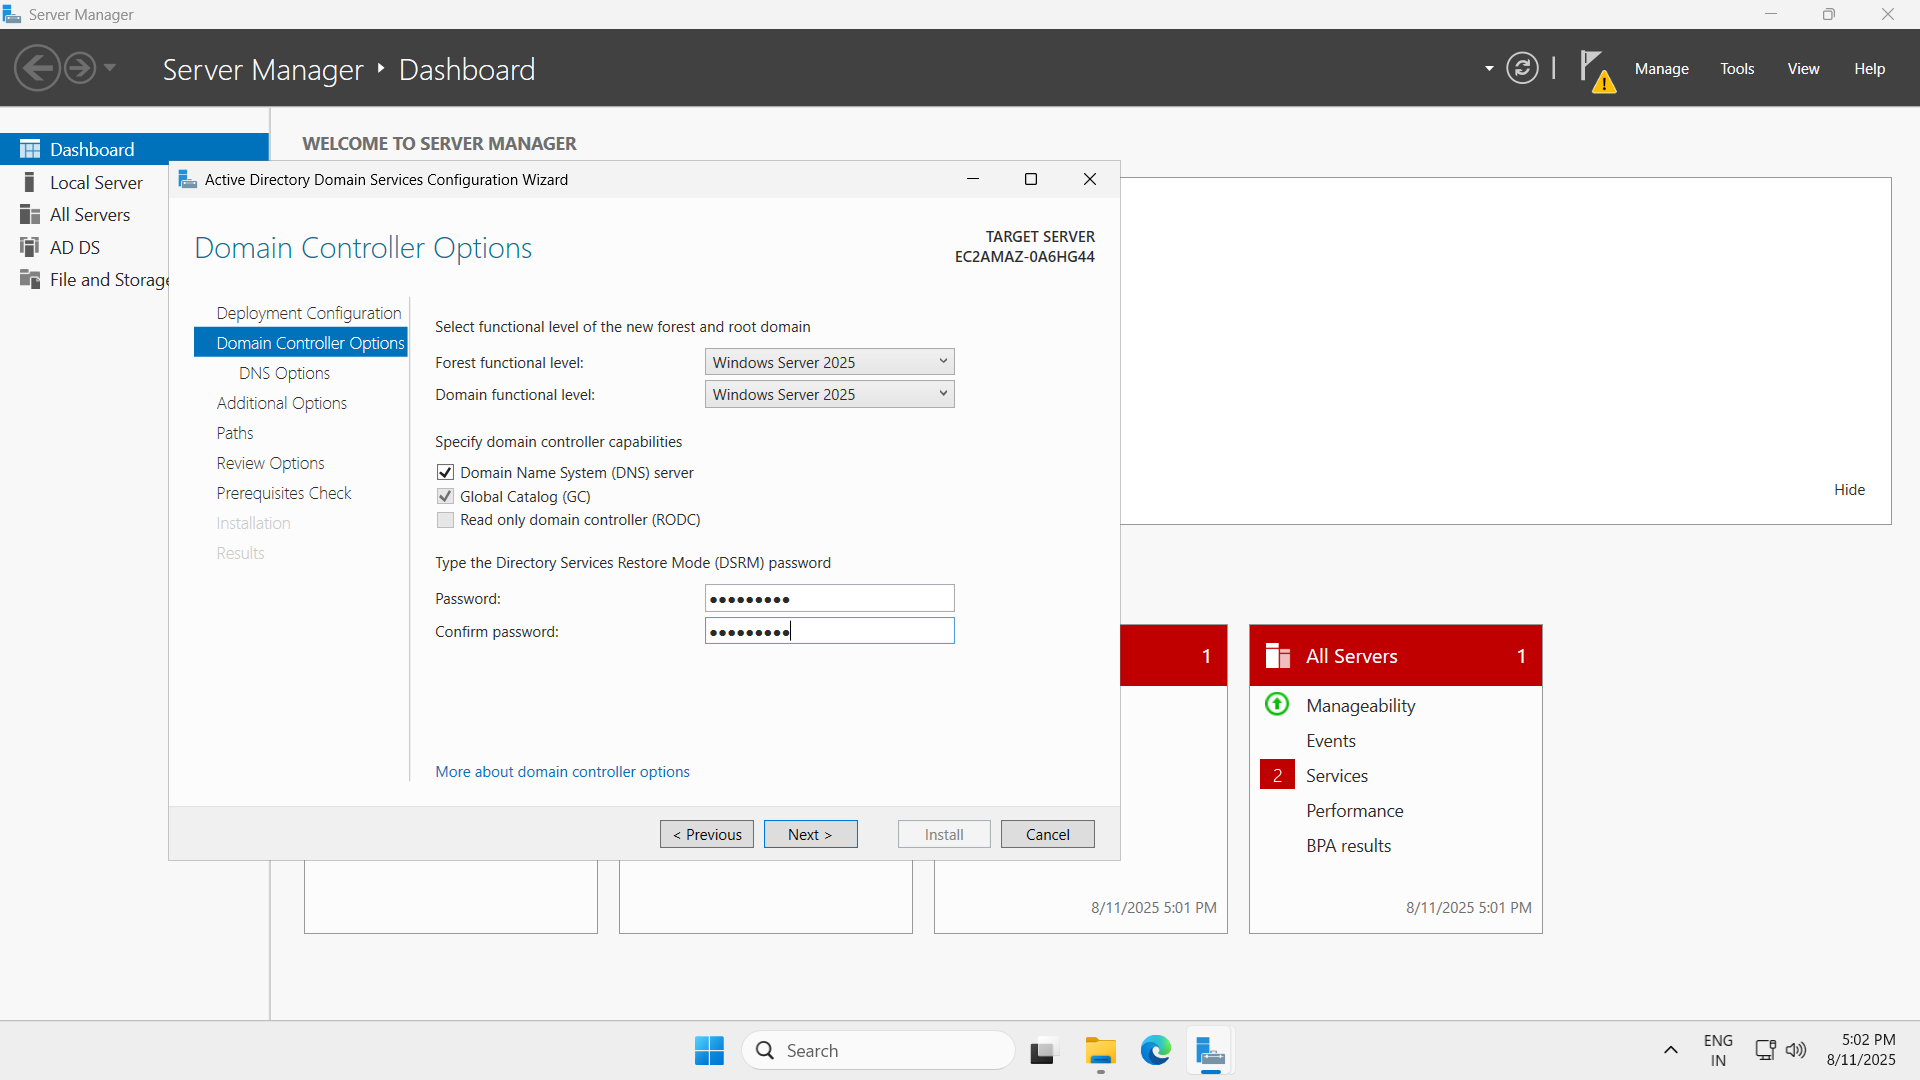 Server Manager
Server Manager ‣ Dashboard
Manage
Tools
View
Help
Dashboard
Local Server
All Servers
AD DS
File and Storage
WELCOME TO SERVER MANAGER
Active Directory Domain Services Configuration Wizard
Domain Controller Options
TARGET SERVER
EC2AMAZ-0A6HG44
Deployment Configuration
Domain Controller Options
DNS Options
Additional Options
Paths
Review Options
Prerequisites Check
Installation
Results
Select functional level of the new forest and root domain
Forest functional level: Windows Server 2025
Domain functional level: Windows Server 2025
Specify domain controller capabilities
Domain Name System (DNS) server
Global Catalog (GC)
Read only domain controller (RODC)
Type the Directory Services Restore Mode (DSRM) password
Password: ●●●●●●●●●
Confirm password: ●●●●●●●●●
More about domain controller options
< Previous
Next >
Install
Cancel
Hide
1
8/11/2025 5:01 PM
All Servers 1
Manageability
Events
2 Services
Performance
BPA results
8/11/2025 5:01 PM
Search
ENG
IN
5:02 PM
8/11/2025